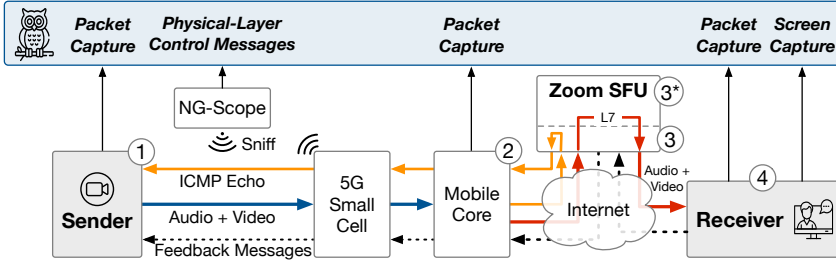 Packet
Capture
Physical-Layer
Control Messages
Packet
Capture
Packet
Capture
Screen
Capture
NG-Scope
Sniff
Zoom SFU
3*
L7
3
1
2
4
ICMP Echo
Audio + Video
Feedback Messages
Sender
5G
Small
Cell
Mobile
Core
Internet
Audio +
Video
Receiver